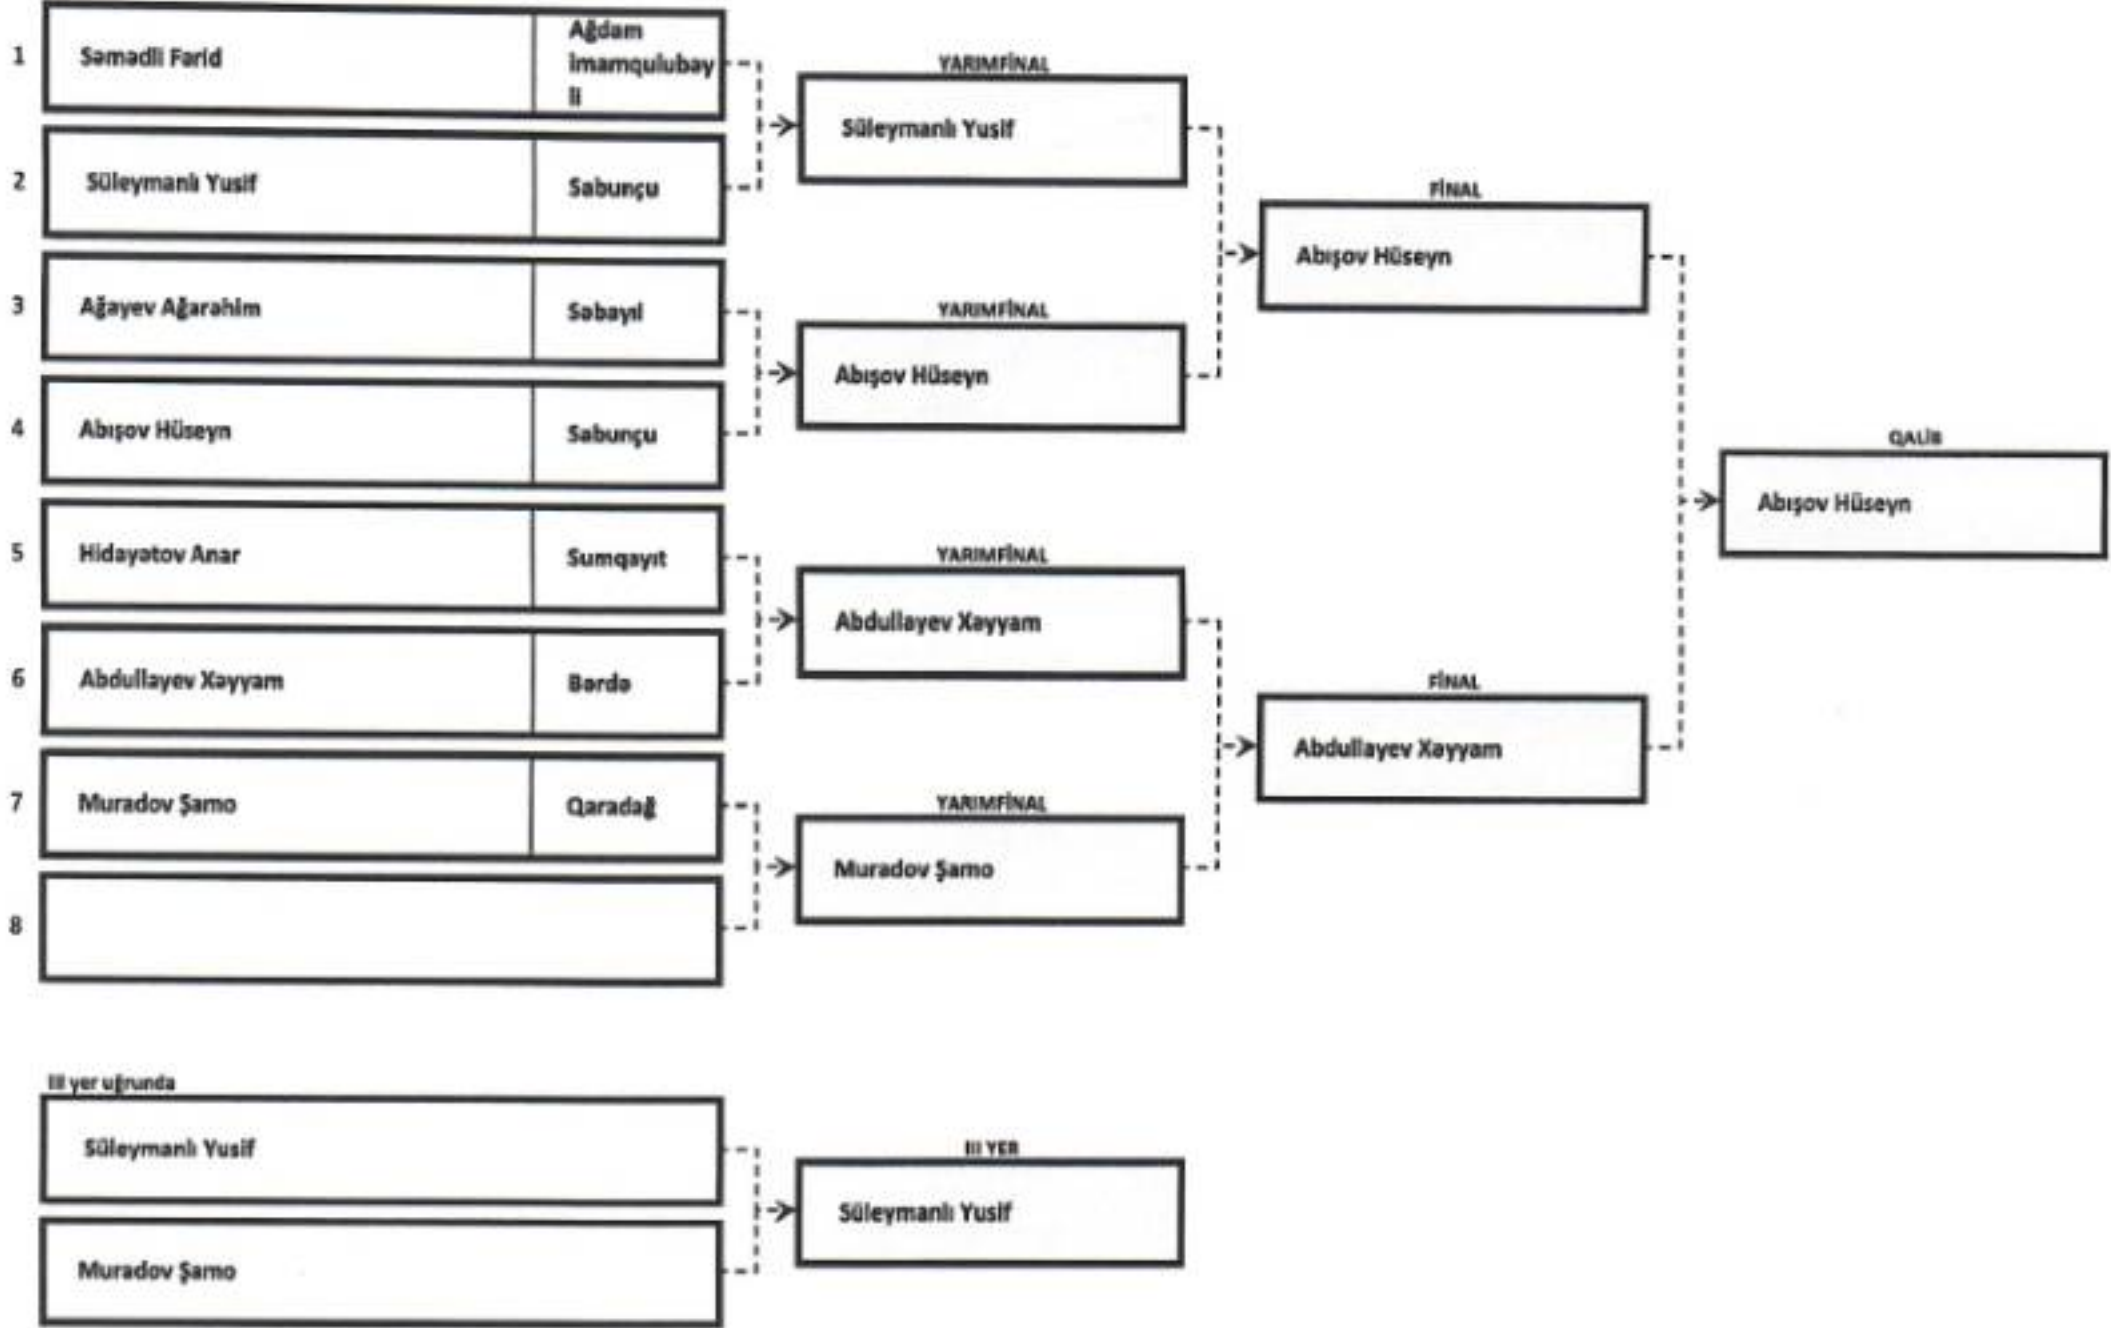 1
Səmədli Fərid
Ağdam
İmamqulubəy
li
2
Süleymanlı Yusif
Sabunçu
3
Ağayev Ağarəhim
Səbayıl
4
Abışov Hüseyn
Sabunçu
5
Hidayətov Anar
Sumqayıt
6
Abdullayev Xəyyam
Bərdə
7
Muradov Şamo
Qaradağ
8
YARIMFİNAL
Süleymanlı Yusif
YARIMFİNAL
Abışov Hüseyn
YARIMFİNAL
Abdullayev Xəyyam
YARIMFİNAL
Muradov Şamo
FİNAL
Abışov Hüseyn
FİNAL
Abdullayev Xəyyam
QALİB
Abışov Hüseyn
III yer uğrunda
Süleymanlı Yusif
Muradov Şamo
III YER
Süleymanlı Yusif